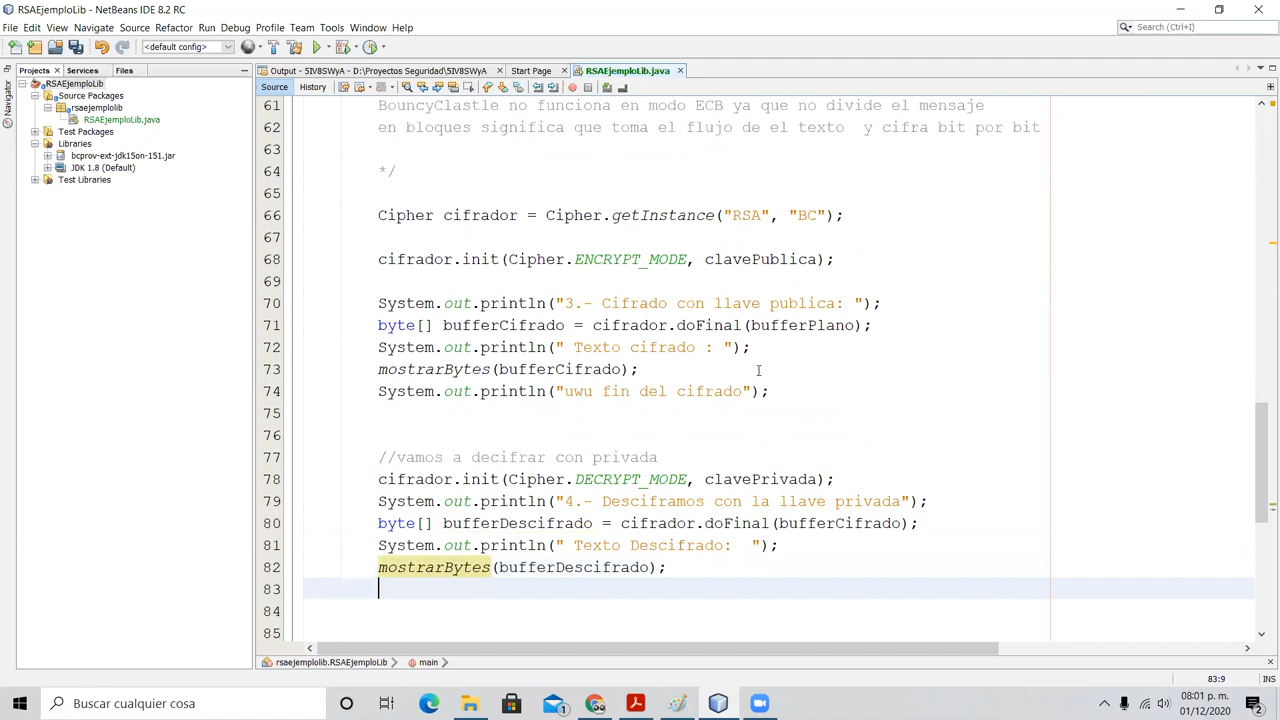 RSAEjemploLib - NetBeans IDE 8.2 RC
File Edit View Navigate Source Refactor Run Debug Profile Team Tools Window Help
Search (Ctrl+I)
<default config>
Projects Services Files
Output - 5IV8SWyA - D:\Proyectos Seguridad\5IV8SWyA
Start Page
RSAEjemploLib.java
Source History
Navigator
RSAEjemploLib
Source Packages
rsaejemplolib
RSAEjemploLib.java
Test Packages
Libraries
bcprov-ext-jdk15on-151.jar
JDK 1.8 (Default)
Test Libraries
61 BouncyClastle no funciona en modo ECB ya que no divide el mensaje
62 en bloques significa que toma el flujo de el texto  y cifra bit por bit
63
64 */
65
66 Cipher cifrador = Cipher.getInstance("RSA", "BC");
67
68 cifrador.init(Cipher.ENCRYPT_MODE, clavePublica);
69
70 System.out.println("3.- Cifrado con llave publica: ");
71 byte[] bufferCifrado = cifrador.doFinal(bufferPlano);
72 System.out.println(" Texto cifrado : ");
73 mostrarBytes(bufferCifrado);
74 System.out.println("uwu fin del cifrado");
75
76
77 //vamos a decifrar con privada
78 cifrador.init(Cipher.DECRYPT_MODE, clavePrivada);
79 System.out.println("4.- Desciframos con la llave privada");
80 byte[] bufferDescifrado = cifrador.doFinal(bufferCifrado);
81 System.out.println(" Texto Descifrado:  ");
82 mostrarBytes(bufferDescifrado);
83
84
85
rsaejemplolib.RSAEjemploLib main
83:9 INS
Buscar cualquier cosa
08:01 p. m.
01/12/2020
1
2